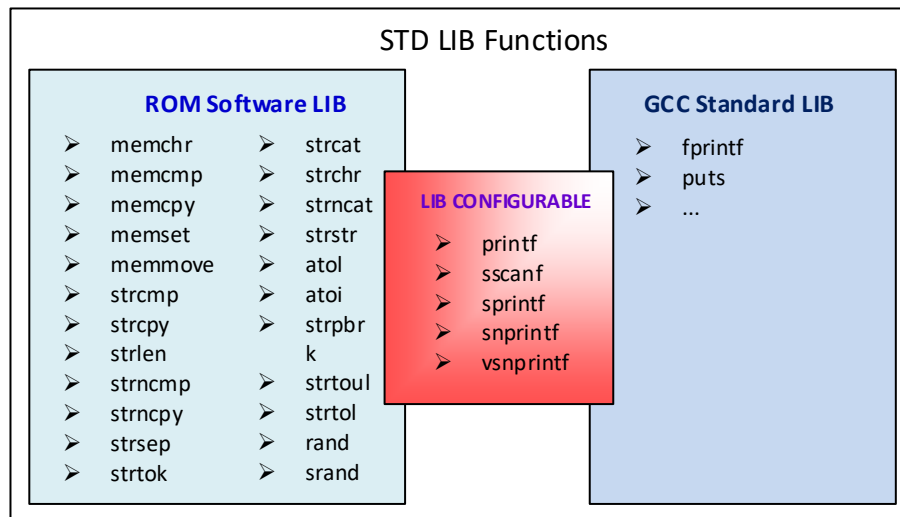 STD LIB Functions
ROM Software LIB
memchr
memcmp
memcpy
memset
memmove
strcmp
strcpy
strlen
strncmp
strncpy
strsep
strtok
strcat
strchr
strncat
strstr
atol
atoi
strpbr
k
strtoul
strtol
rand
srand
LIB CONFIGURABLE
printf
sscanf
sprintf
snprintf
vsnprintf
GCC Standard LIB
fprintf
puts
...